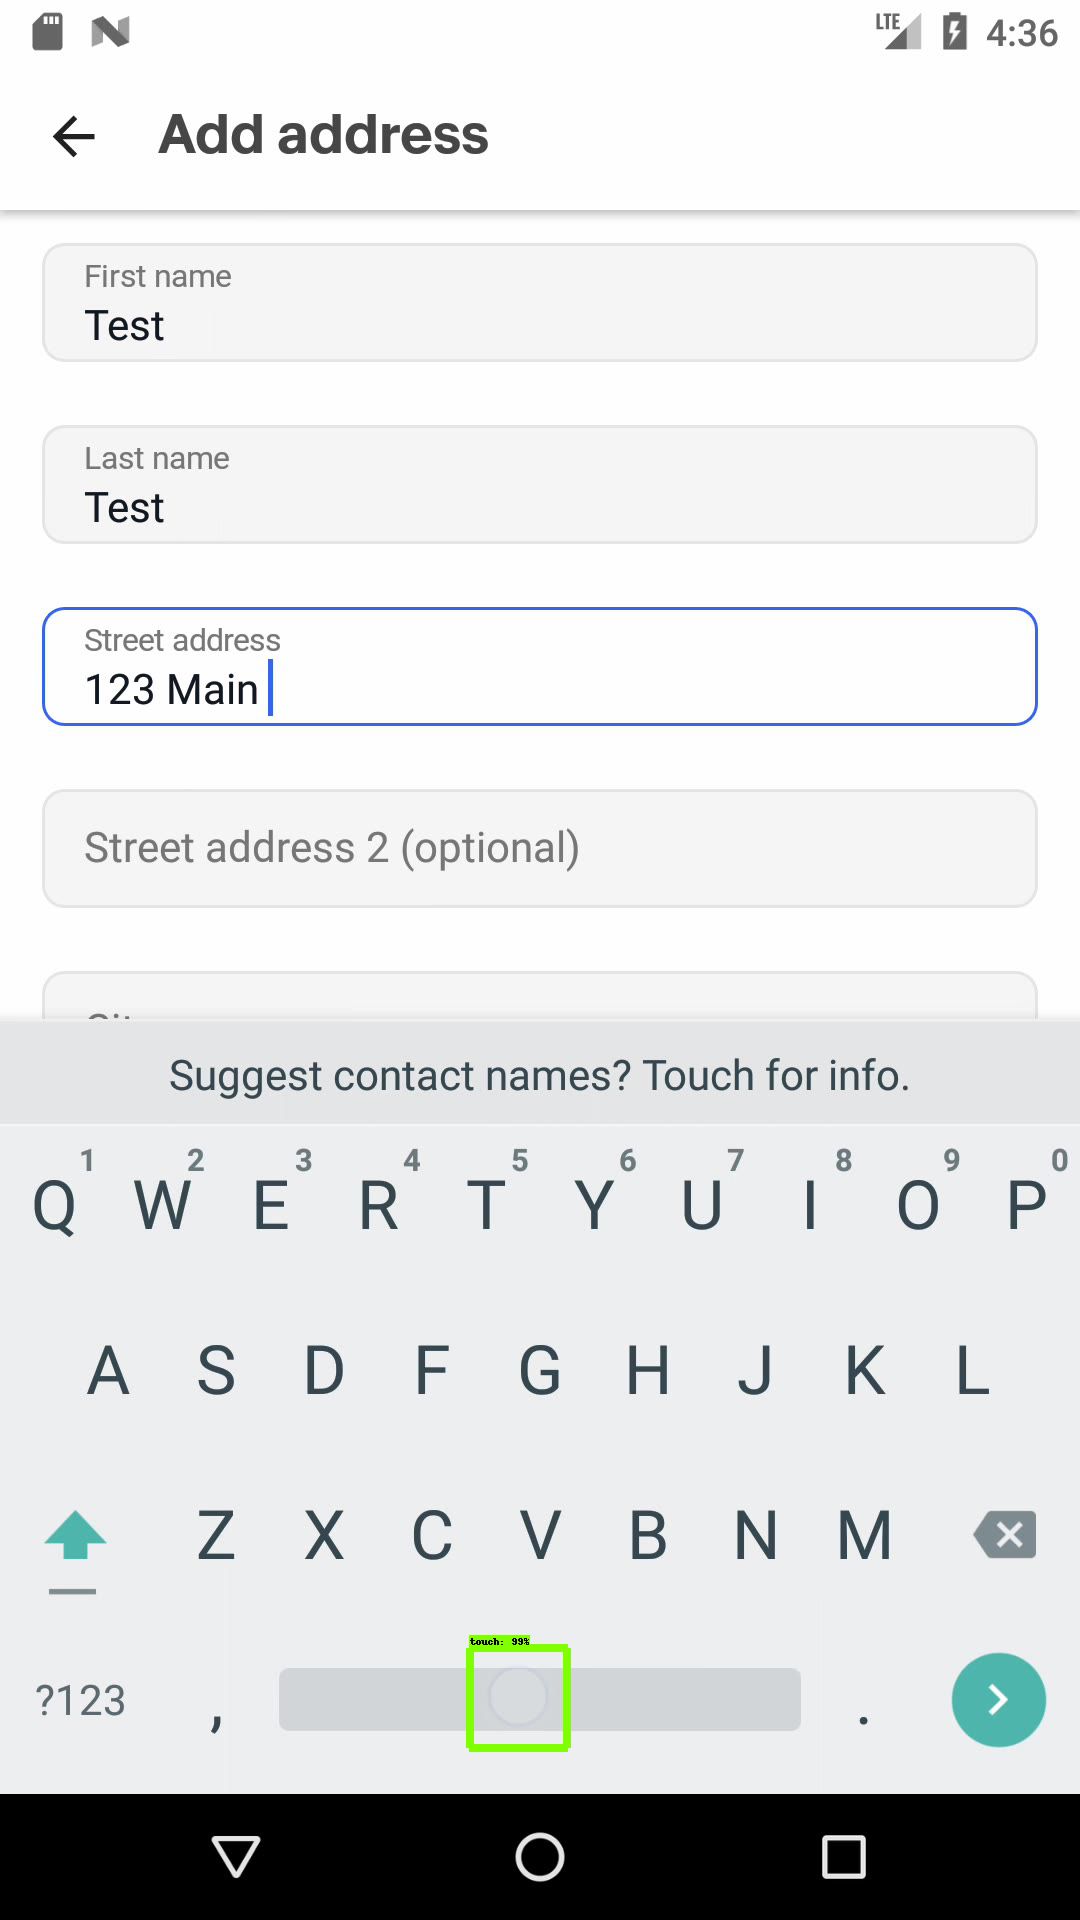 LTE 4:36
Add address
First name
Test
Last name
Test
Street address
123 Main
Street address 2 (optional)
City
Suggest contact names? Touch for info.
1 2 3 4 5 6 7 8 9 0
Q W E R T Y U I O P
A S D F G H J K L
Z X C V B N M
touch: 99%
?123 , .